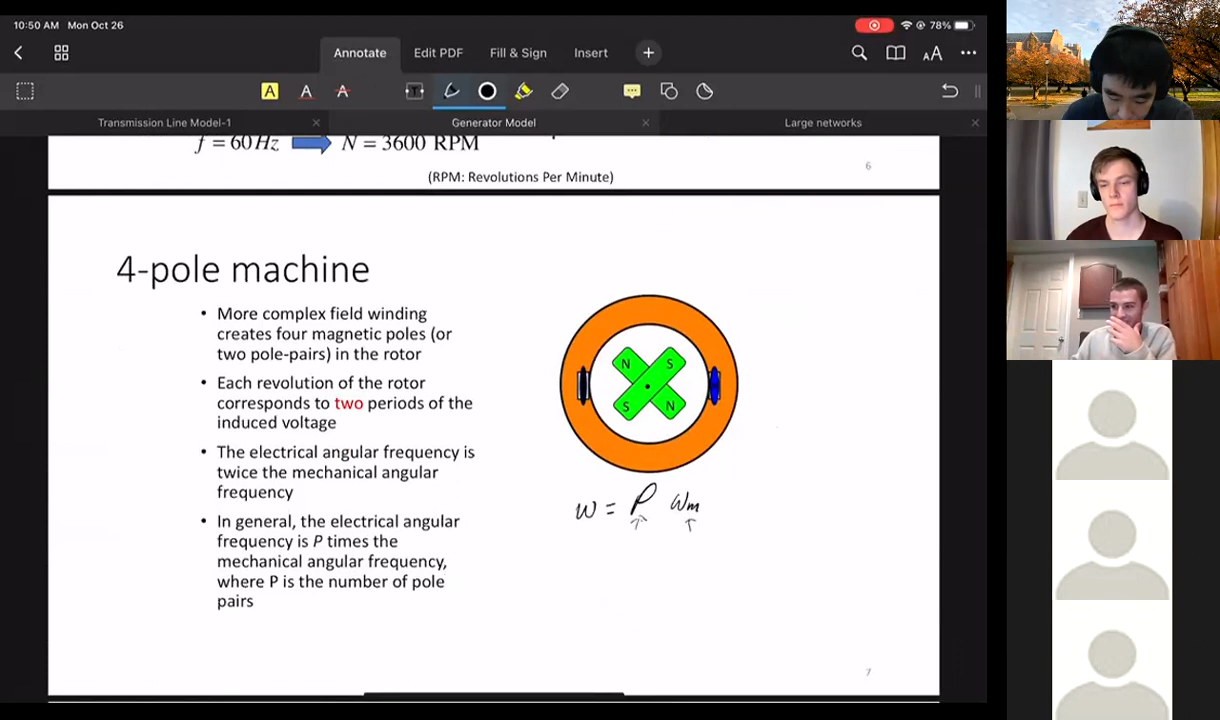 10:50 AM Mon Oct 26
78%
Annotate
Edit PDF
Fill & Sign
Insert
AA
A
A
A
T
Transmission Line Model-1
Generator Model
Large networks
f = 60Hz N = 3600 RPM
6
(RPM: Revolutions Per Minute)
4-pole machine
• More complex field winding
creates four magnetic poles (or
two pole-pairs) in the rotor
• Each revolution of the rotor
corresponds to two periods of the
induced voltage
• The electrical angular frequency is
twice the mechanical angular
frequency
• In general, the electrical angular
frequency is P times the
mechanical angular frequency,
where P is the number of pole
pairs
N S
S N
w = P wm
7